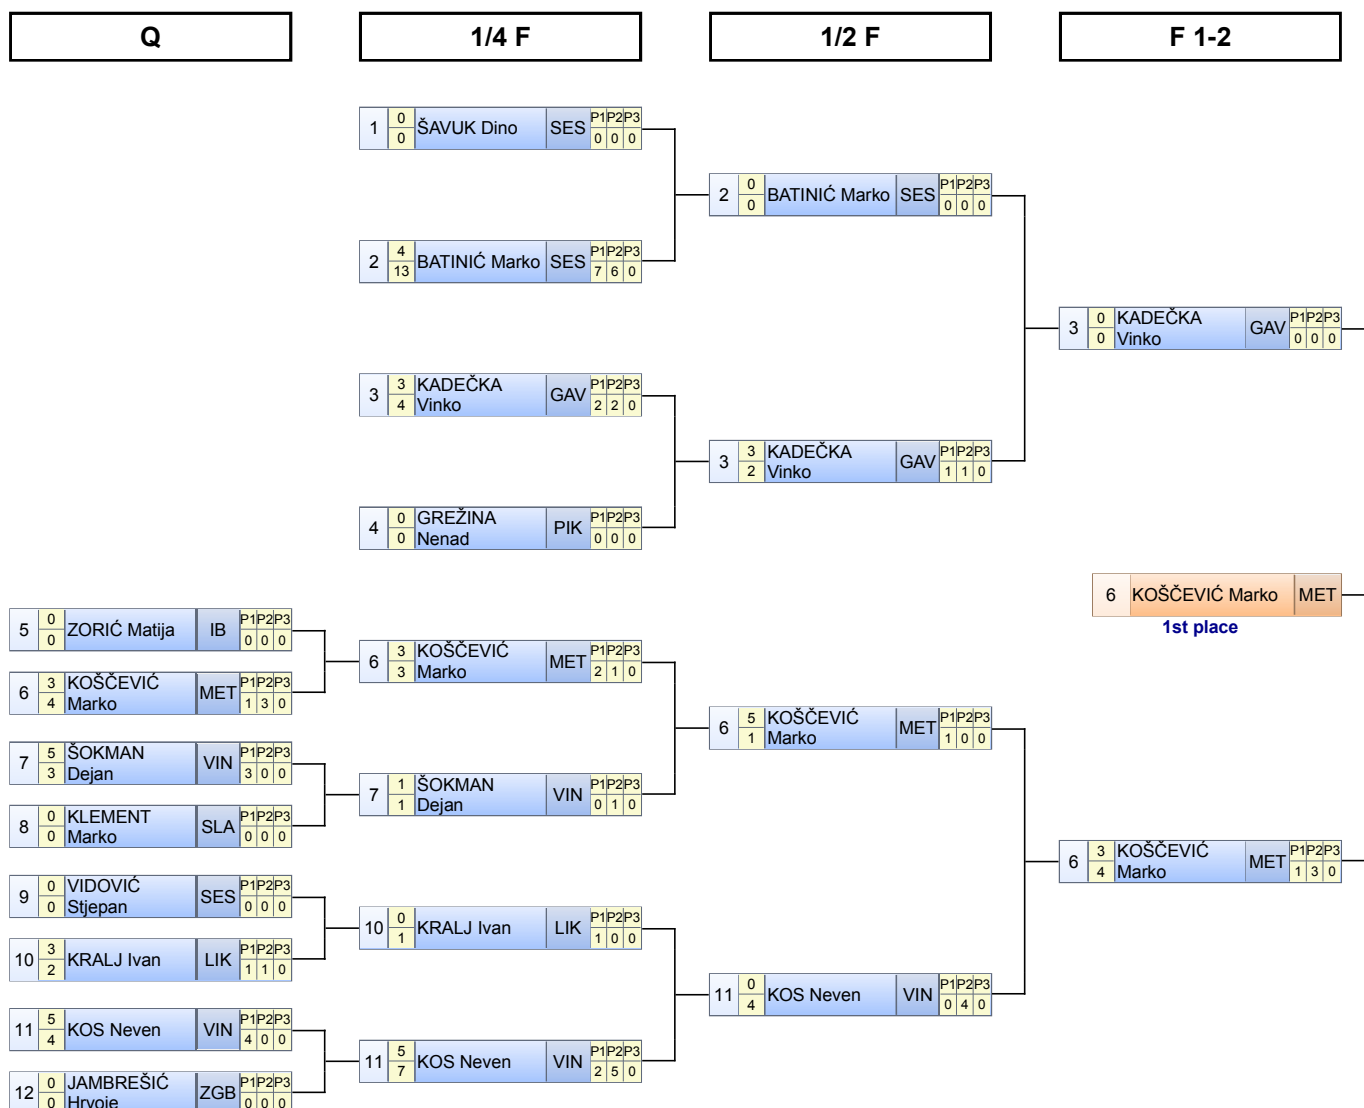 Q 1/4 F 1/2 F F 1-2
1 0 0 ŠAVUK Dino SES P1 P2 P3 0 0 0
2 0 0 BATINIĆ Marko SES P1 P2 P3 0 0 0
2 4 13 BATINIĆ Marko SES P1 P2 P3 7 6 0
3 0 0 KADEČKA Vinko GAV P1 P2 P3 0 0 0
3 3 4 KADEČKA Vinko GAV P1 P2 P3 2 2 0
3 3 2 KADEČKA Vinko GAV P1 P2 P3 1 1 0
4 0 0 GREŽINA Nenad PIK P1 P2 P3 0 0 0
6 KOŠČEVIĆ Marko MET
1st place
5 0 0 ZORIĆ Matija IB P1 P2 P3 0 0 0
6 3 3 KOŠČEVIĆ Marko MET P1 P2 P3 2 1 0
6 3 4 KOŠČEVIĆ Marko MET P1 P2 P3 1 3 0
6 5 1 KOŠČEVIĆ Marko MET P1 P2 P3 1 0 0
7 5 3 ŠOKMAN Dejan VIN P1 P2 P3 3 0 0
7 1 1 ŠOKMAN Dejan VIN P1 P2 P3 0 1 0
8 0 0 KLEMENT Marko SLA P1 P2 P3 0 0 0
6 3 4 KOŠČEVIĆ Marko MET P1 P2 P3 1 3 0
9 0 0 VIDOVIĆ Stjepan SES P1 P2 P3 0 0 0
10 0 1 KRALJ Ivan LIK P1 P2 P3 1 0 0
10 3 2 KRALJ Ivan LIK P1 P2 P3 1 1 0
11 0 4 KOS Neven VIN P1 P2 P3 0 4 0
11 5 4 KOS Neven VIN P1 P2 P3 4 0 0
11 5 7 KOS Neven VIN P1 P2 P3 2 5 0
12 0 0 JAMBREŠIĆ Hrvoje ZGB P1 P2 P3 0 0 0